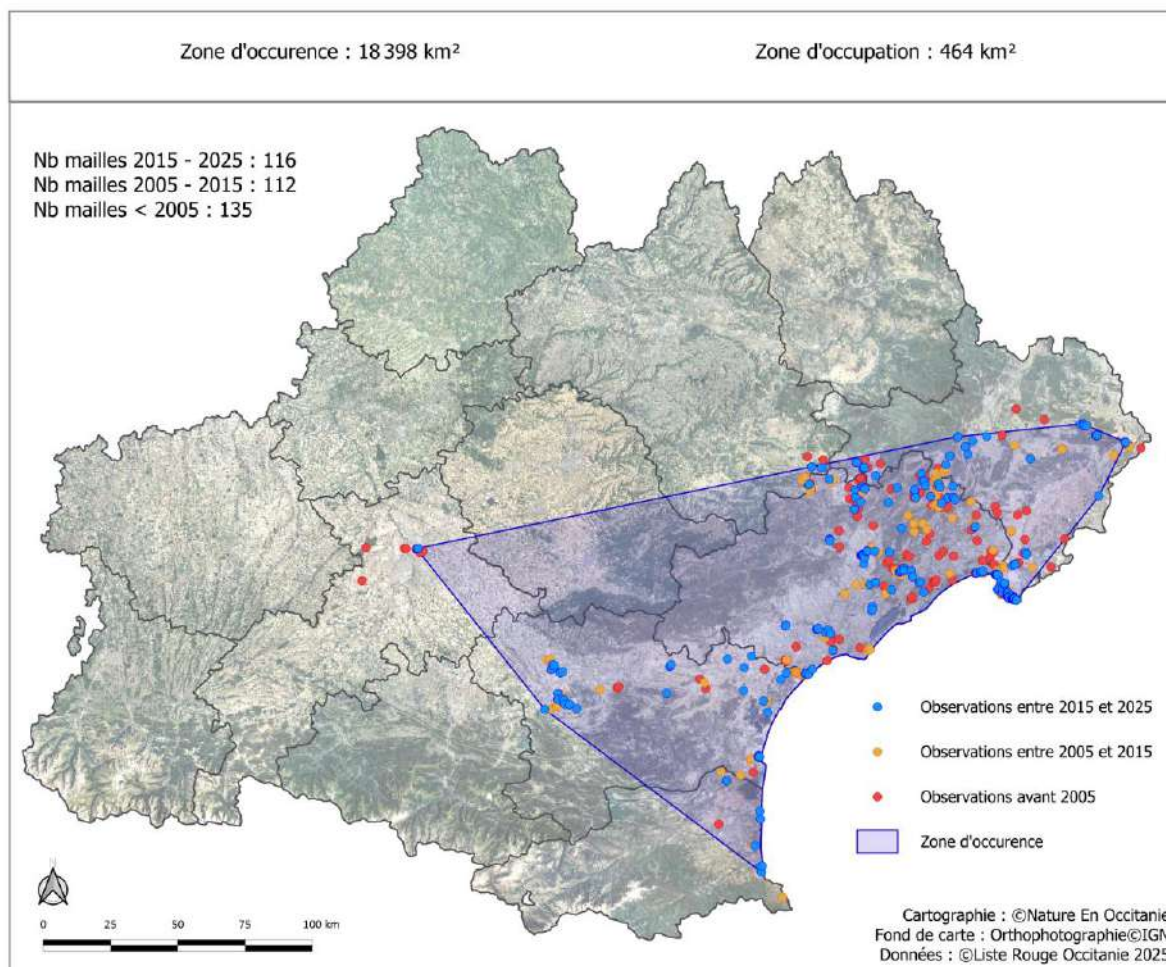 Zone d'occurence : 18 398 km²
Zone d'occupation : 464 km²
Nb mailles 2015 - 2025 : 116
Nb mailles 2005 - 2015 : 112
Nb mailles < 2005 : 135
Observations entre 2015 et 2025
Observations entre 2005 et 2015
Observations avant 2005
Zone d'occurence
N
0 25 50 75 100 km
Cartographie : ©Nature En Occitanie
Fond de carte : Orthophotographie©IGN
Données : ©Liste Rouge Occitanie 2025